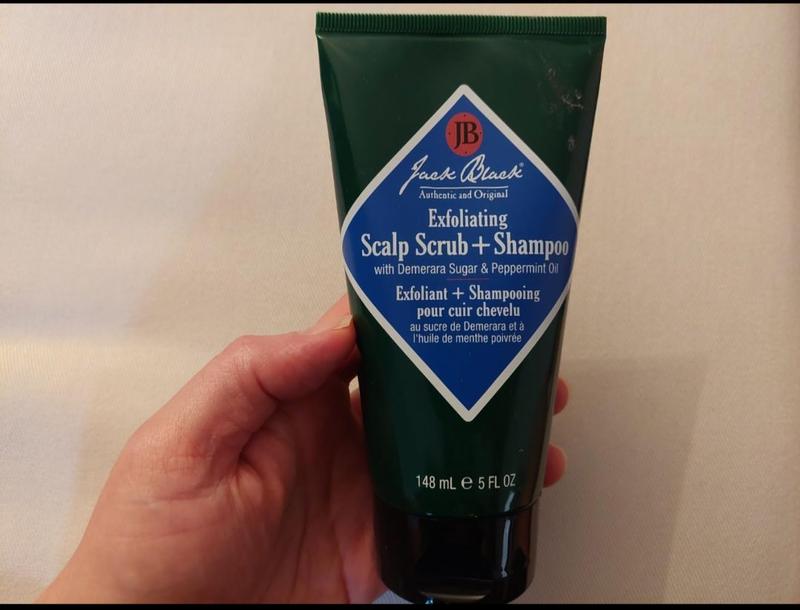 JB
Jack Black®
Authentic and Original
Exfoliating
Scalp Scrub + Shampoo
with Demerara Sugar & Peppermint Oil
Exfoliant + Shampooing
pour cuir chevelu
au sucre de Demerara et à
l'huile de menthe poivrée
148 mL ℮ 5 FL OZ